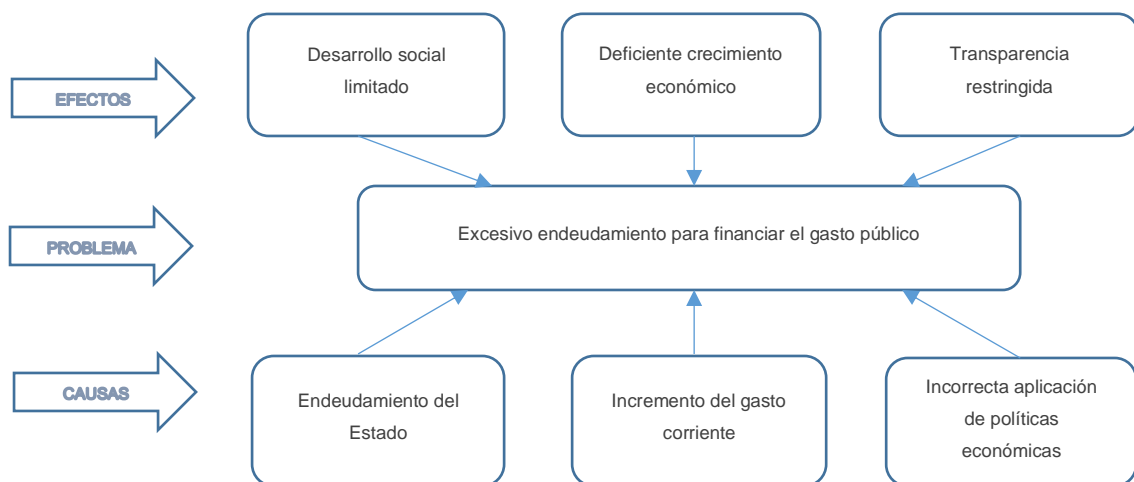 Desarrollo social
limitado
Deficiente crecimiento
económico
Transparencia
restringida
EFECTOS
Excesivo endeudamiento para financiar el gasto público
PROBLEMA
Endeudamiento del
Estado
Incremento del gasto
corriente
Incorrecta aplicación
de políticas
económicas
CAUSAS